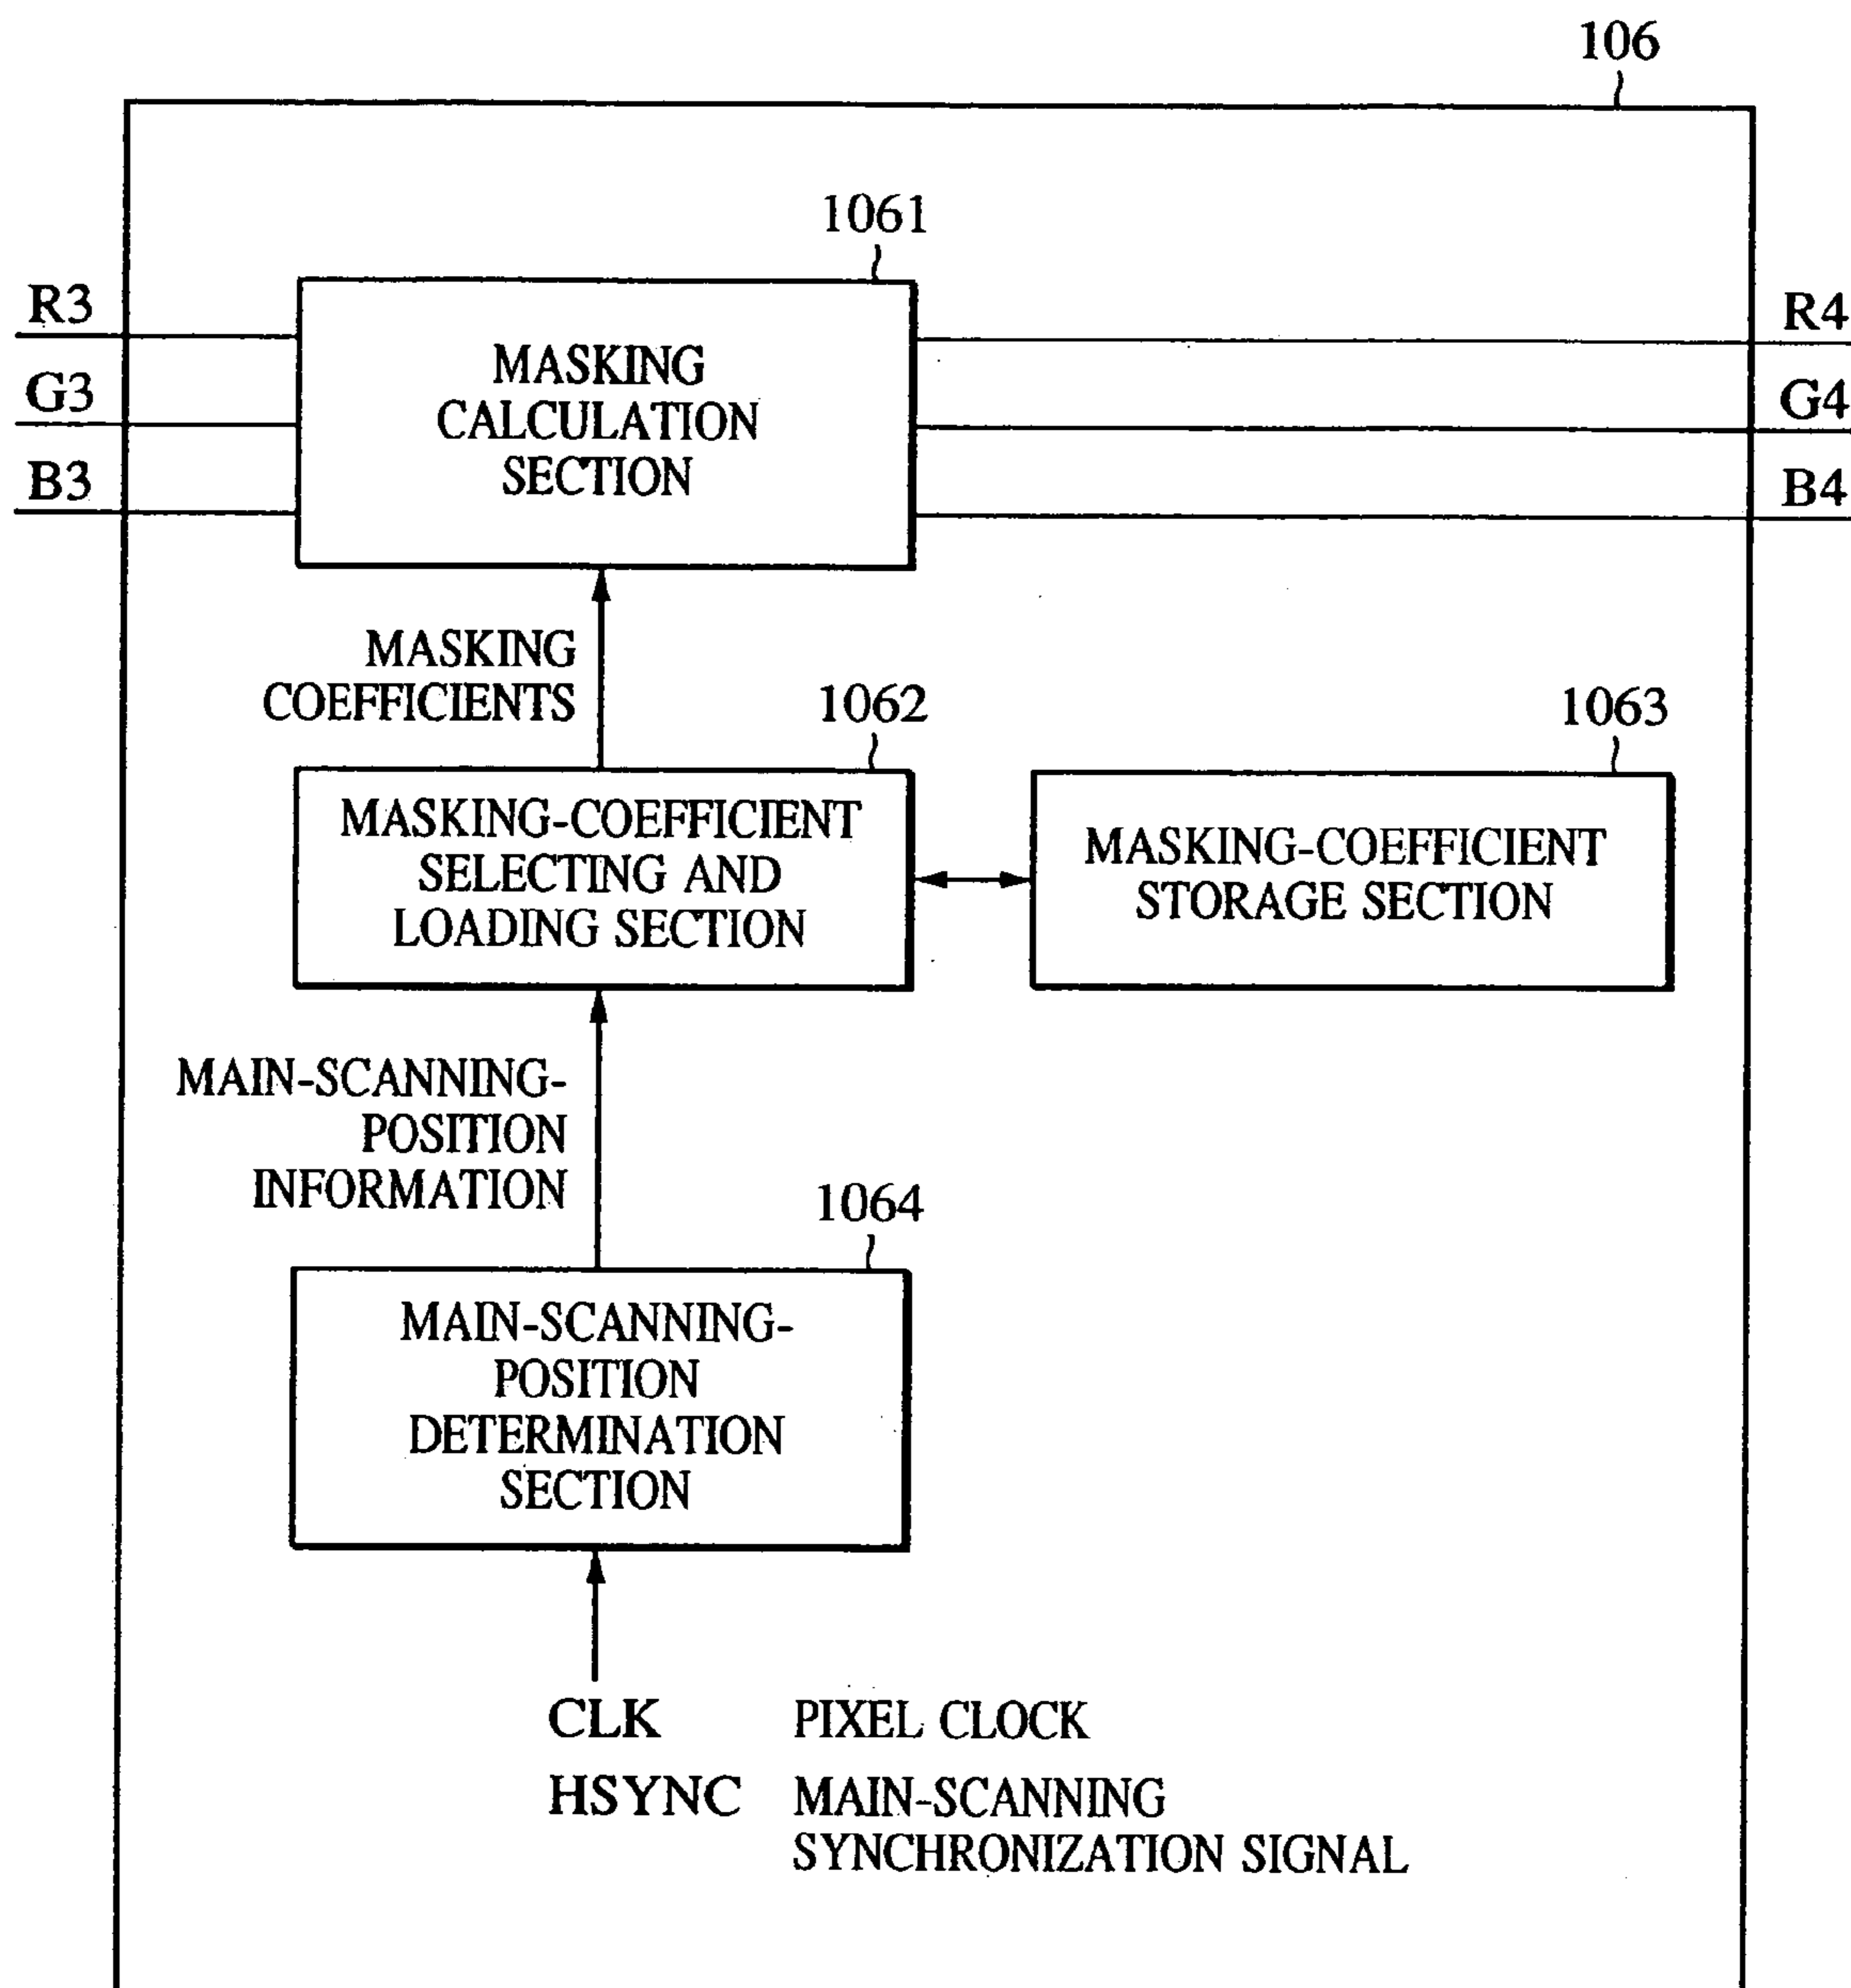 106
1061
R3
G3
B3
MASKING
CALCULATION
SECTION
R4
G4
B4
MASKING
COEFFICIENTS
1062
1063
MASKING-COEFFICIENT
SELECTING AND
LOADING SECTION
MASKING-COEFFICIENT
STORAGE SECTION
MAIN-SCANNING-
POSITION
INFORMATION
1064
MAIN-SCANNING-
POSITION
DETERMINATION
SECTION
CLK PIXEL CLOCK
HSYNC MAIN-SCANNING
SYNCHRONIZATION SIGNAL